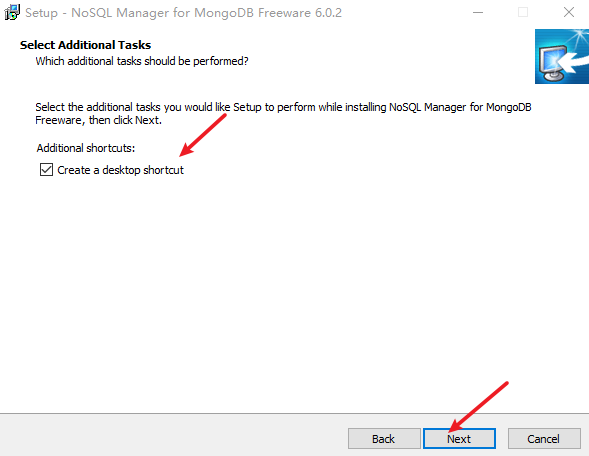 Setup - NoSQL Manager for MongoDB Freeware 6.0.2
Select Additional Tasks
Which additional tasks should be performed?
Select the additional tasks you would like Setup to perform while installing NoSQL Manager for MongoDB
Freeware, then click Next.
Additional shortcuts:
Create a desktop shortcut
Back
Next
Cancel